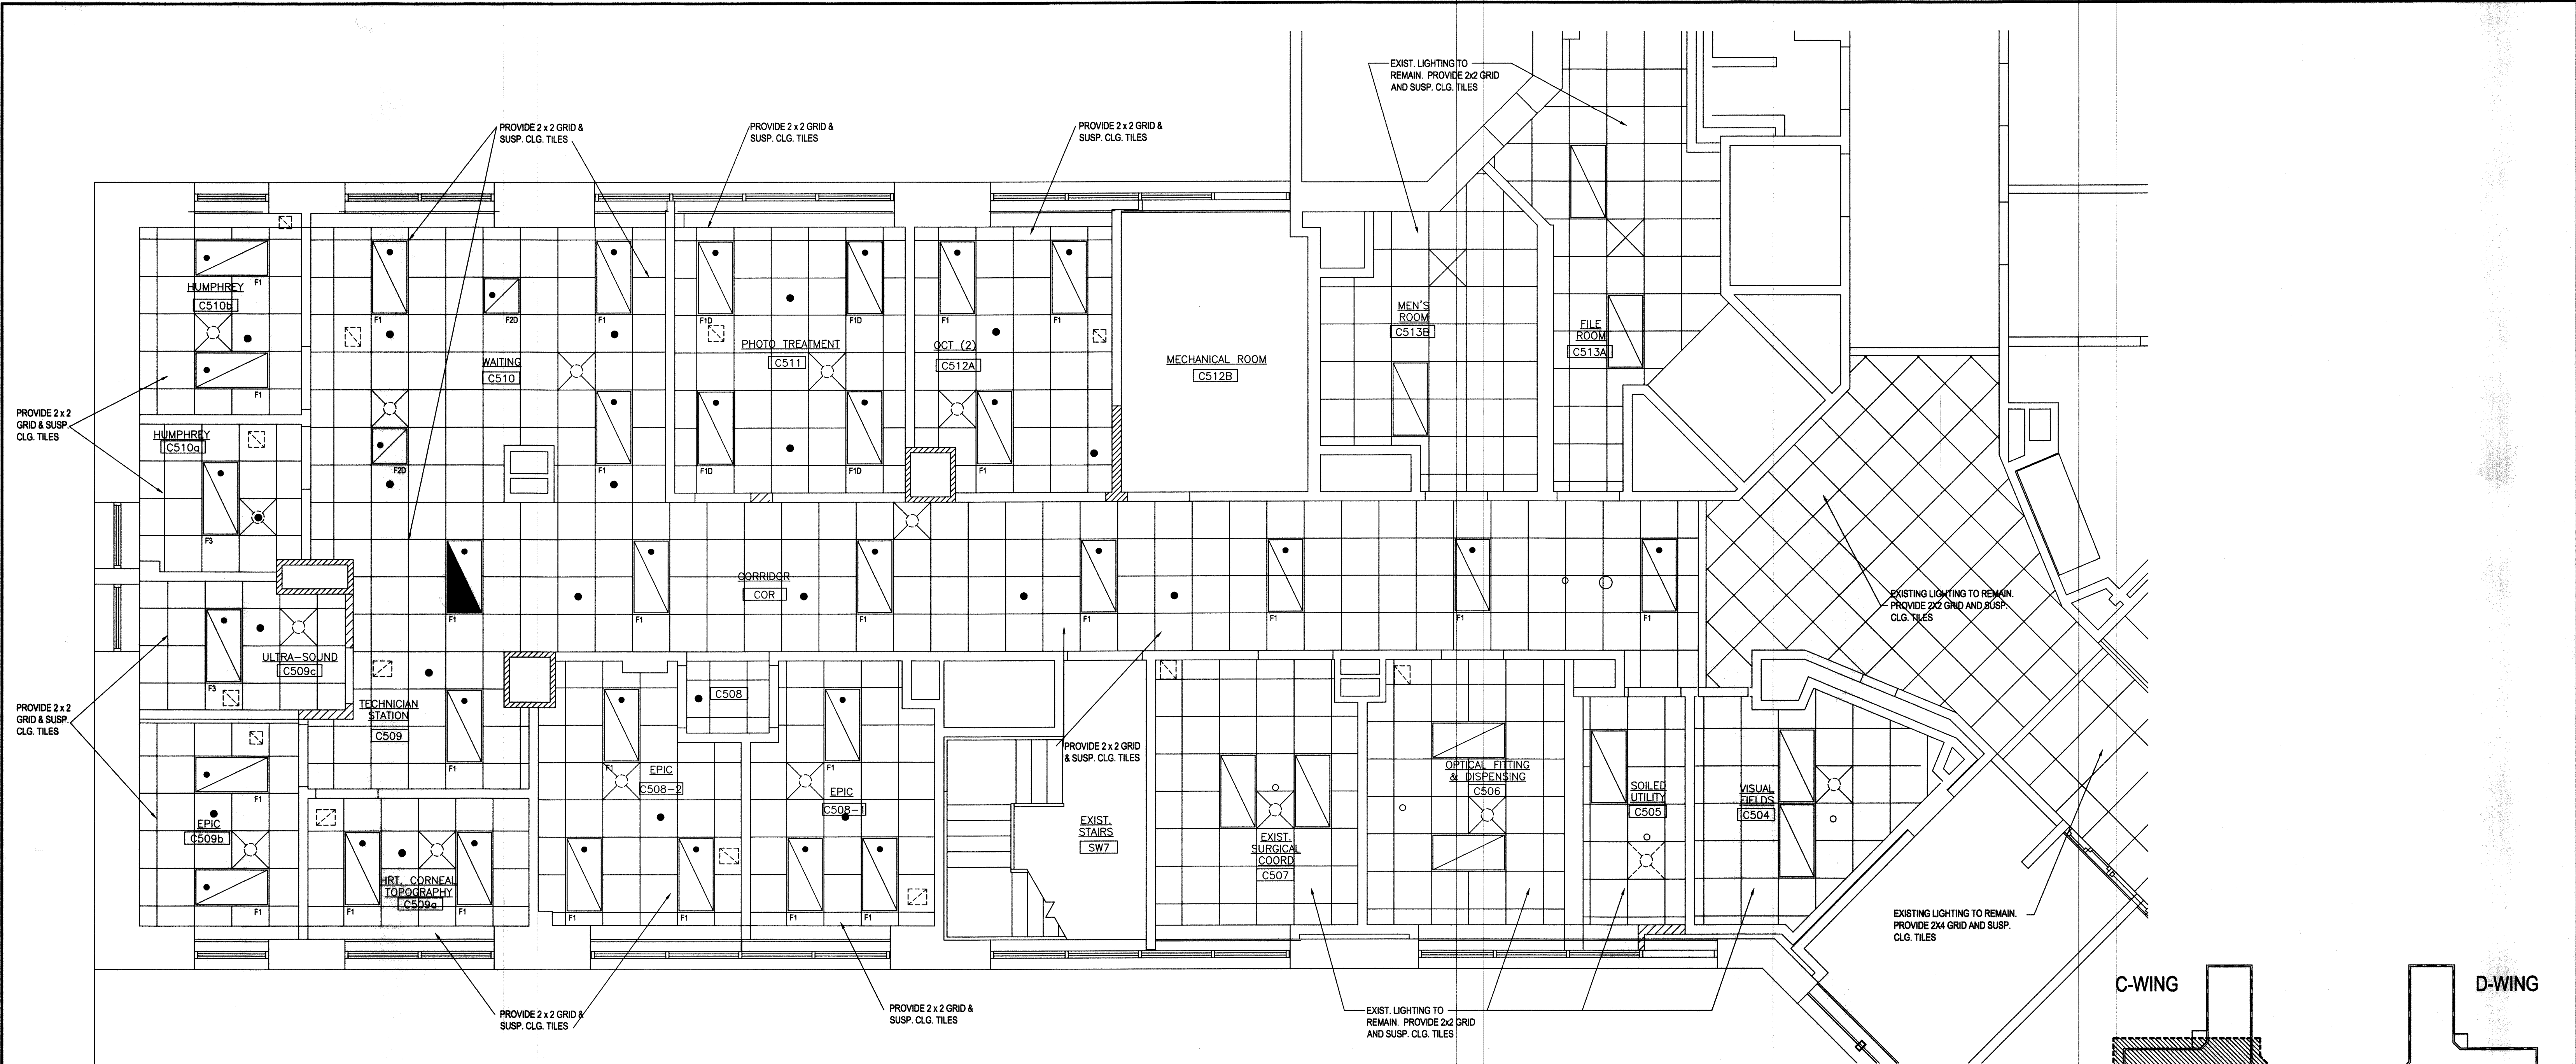 EXIST. LIGHTING TO
REMAIN. PROVIDE 2x2 GRID
AND SUSP. CLG. TILES
PROVIDE 2 x 2 GRID &
SUSP. CLG. TILES
PROVIDE 2 x 2 GRID &
SUSP. CLG. TILES
PROVIDE 2 x 2 GRID &
SUSP. CLG. TILES
HUMPHREY
C510b
F1
F1
F1
F2D
F1
WAITING
C510
F2D
F1
F1D
F1D
PHOTO TREATMENT
C511
F1D
F1D
F1
F1
OCT (2)
C512A
F1
MECHANICAL ROOM
C512B
MEN'S
ROOM
C513B
FILE
ROOM
C513A
PROVIDE 2 x 2
GRID & SUSP.
CLG. TILES
HUMPHREY
C510a
F3
CORRIDOR
COR
F1
F1
F1
F1
F1
F1
F1
EXISTING LIGHTING TO REMAIN.
PROVIDE 2X2 GRID AND SUSP.
CLG. TILES
ULTRA-SOUND
C509c
F3
PROVIDE 2 x 2
GRID & SUSP.
CLG. TILES
TECHNICIAN
STATION
C509
F1
C508
EPIC
C508-2
F1
F1
F1
EPIC
C508-1
F1
F1
F1
PROVIDE 2 x 2 GRID
& SUSP. CLG. TILES
EXIST.
STAIRS
SW7
EXIST.
SURGICAL
COORD
C507
OPTICAL FITTING
& DISPENSING
C506
SOILED
UTILITY
C505
VISUAL
FIELDS
C504
F1
EPIC
C509b
F1
HRT. CORNEAL
TOPOGRAPHY
C509a
F1
F1
EXISTING LIGHTING TO REMAIN.
PROVIDE 2X4 GRID AND SUSP.
CLG. TILES
PROVIDE 2 x 2 GRID &
SUSP. CLG. TILES
PROVIDE 2 x 2 GRID &
SUSP. CLG. TILES
EXIST. LIGHTING TO
REMAIN. PROVIDE 2x2 GRID
AND SUSP. CLG. TILES
C-WING
D-WING